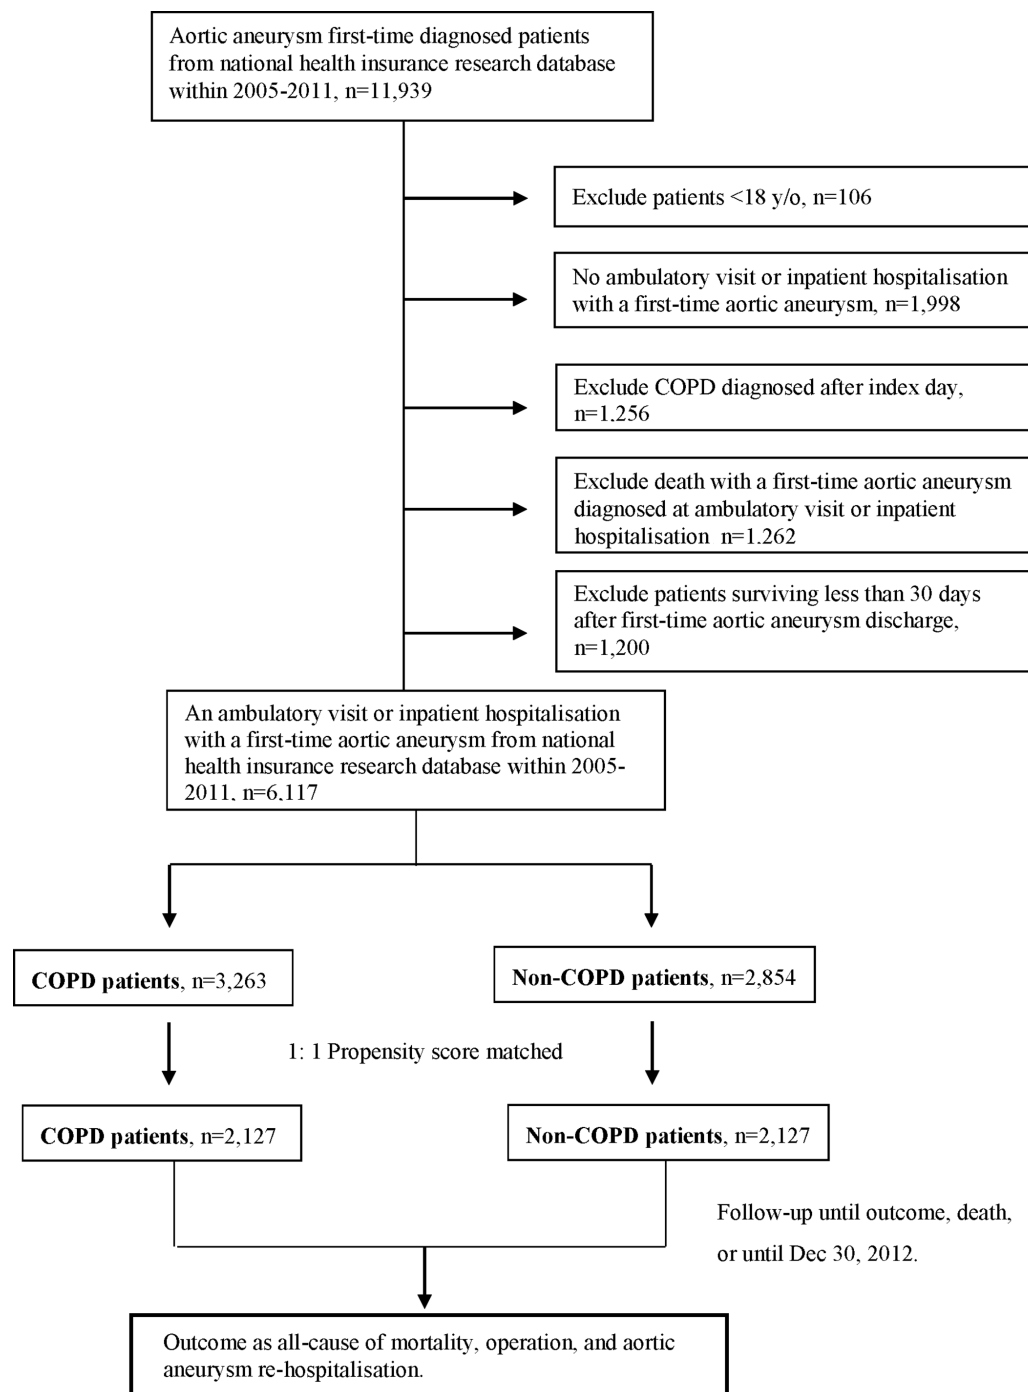 Aortic aneurysm first-time diagnosed patients
from national health insurance research database
within 2005-2011, n=11,939
Exclude patients <18 y/o, n=106
No ambulatory visit or inpatient hospitalisation
with a first-time aortic aneurysm, n=1,998
Exclude COPD diagnosed after index day,
n=1,256
Exclude death with a first-time aortic aneurysm
diagnosed at ambulatory visit or inpatient
hospitalisation n=1,262
Exclude patients surviving less than 30 days
after first-time aortic aneurysm discharge,
n=1,200
An ambulatory visit or inpatient hospitalisation
with a first-time aortic aneurysm from national
health insurance research database within 2005-
2011, n=6,117
COPD patients, n=3,263
Non-COPD patients, n=2,854
1: 1 Propensity score matched
COPD patients, n=2,127
Non-COPD patients, n=2,127
Follow-up until outcome, death,
or until Dec 30, 2012.
Outcome as all-cause of mortality, operation, and aortic
aneurysm re-hospitalisation.